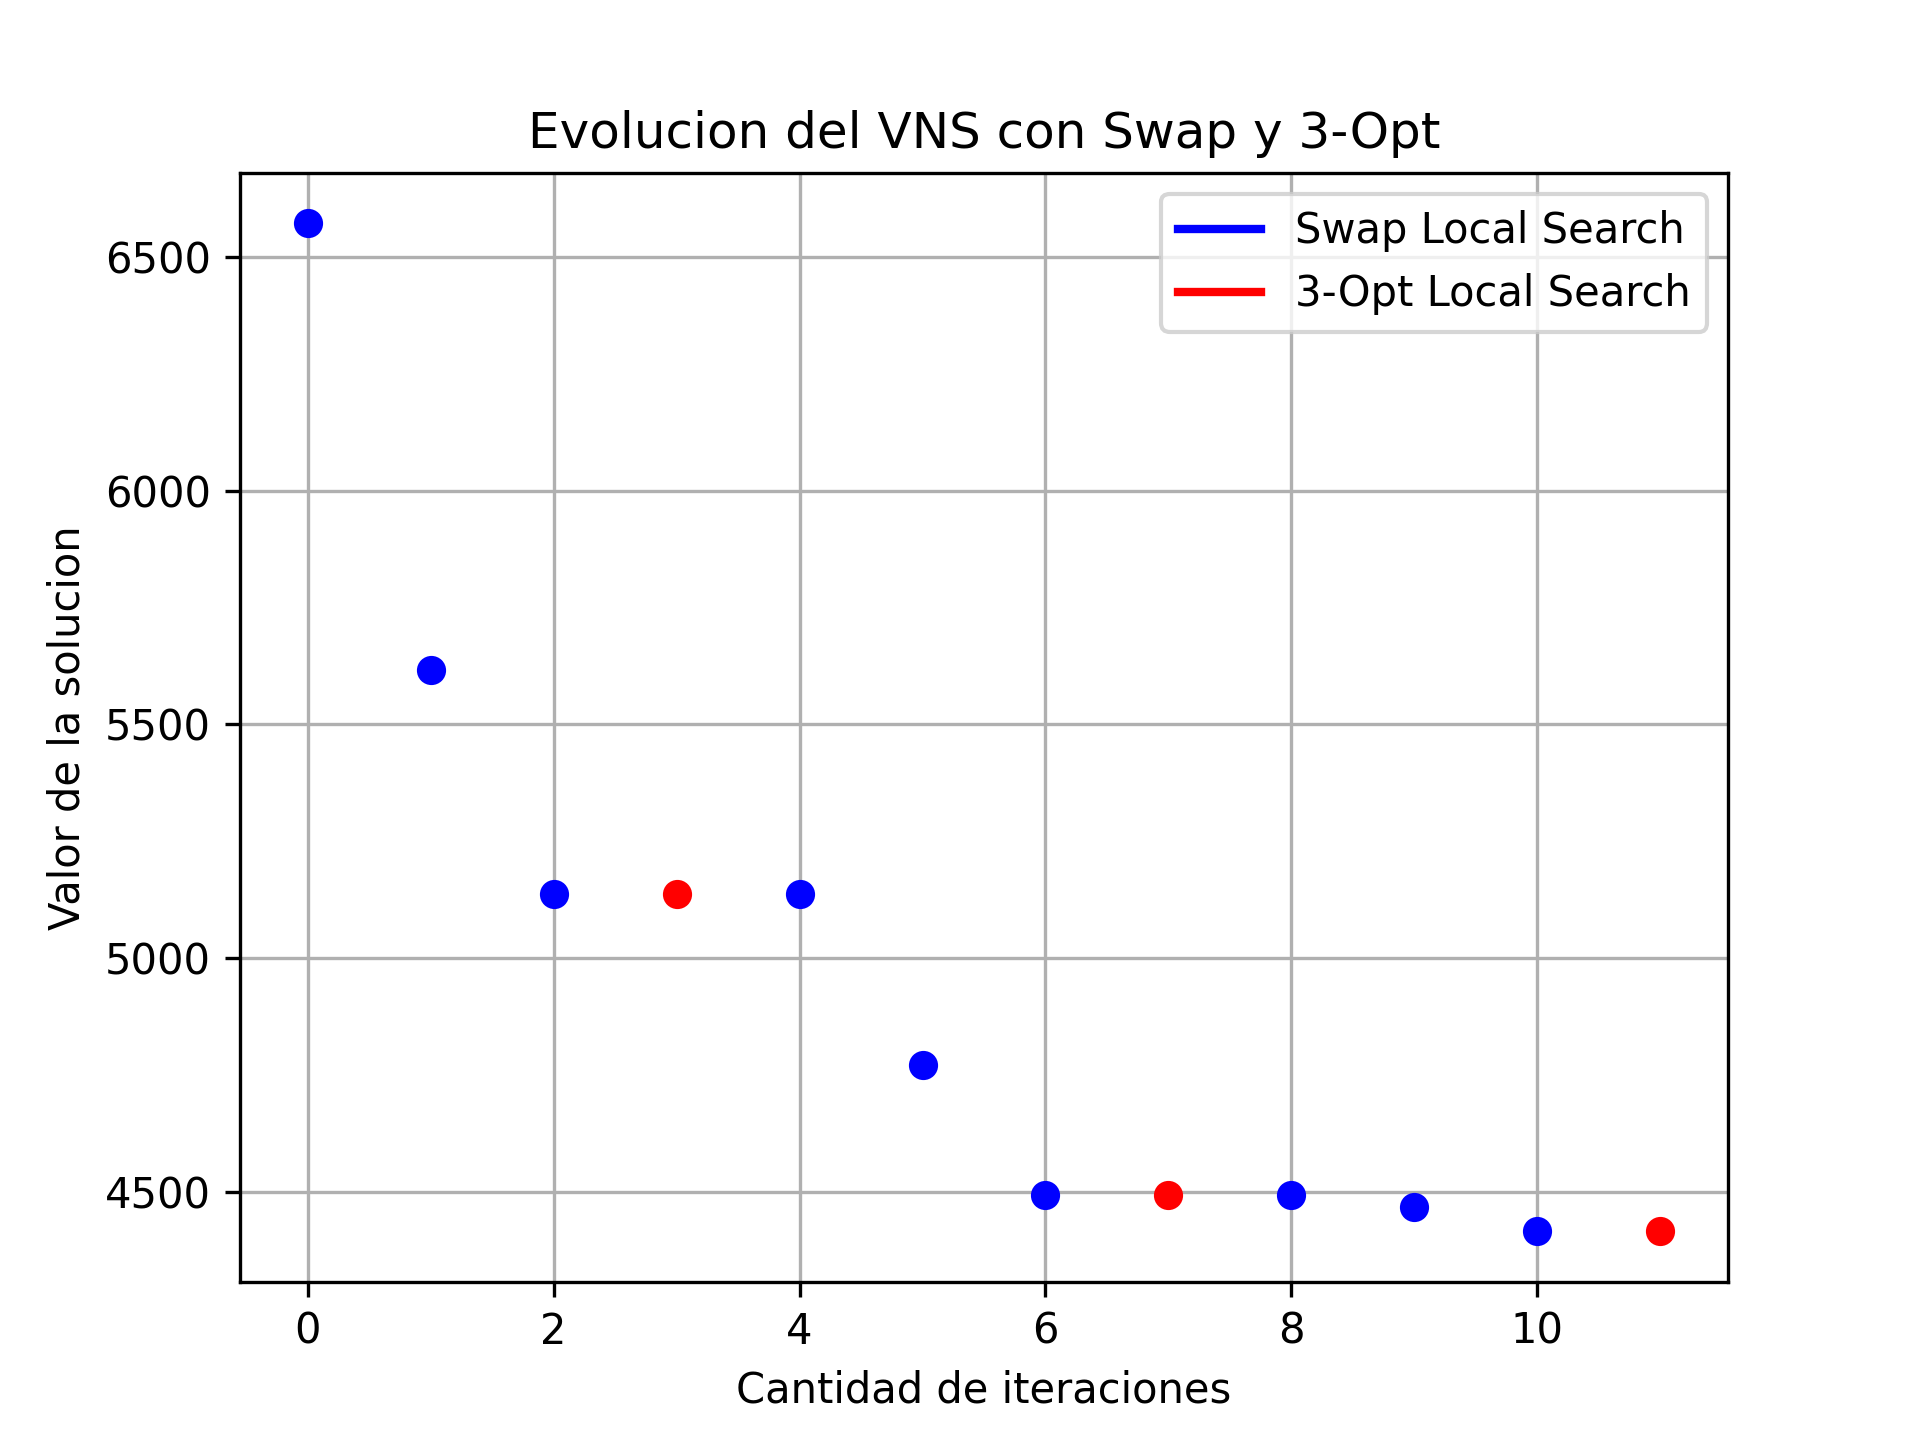 Evolucion del VNS con Swap y 3-Opt
Swap Local Search
3-Opt Local Search
Valor de la solucion
6500
6000
5500
5000
4500
0 2 4 6 8 10
Cantidad de iteraciones